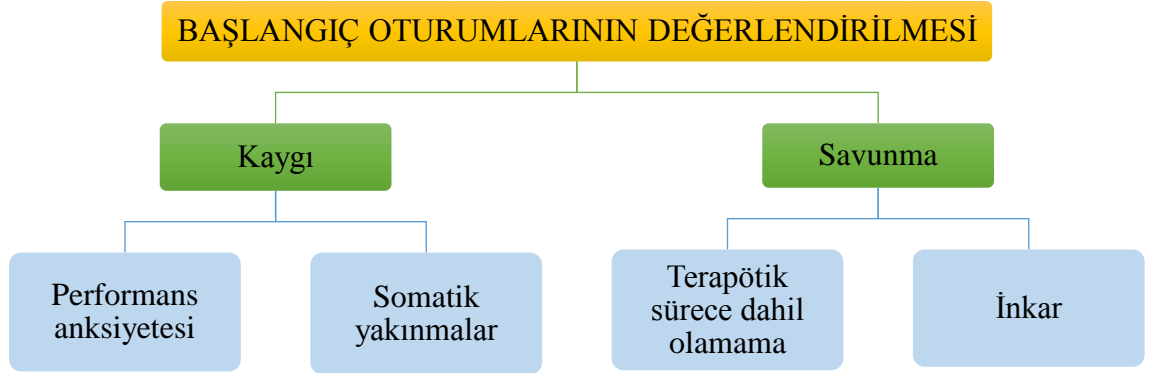 BAŞLANGIÇ OTURUMLARININ DEĞERLENDİRİLMESİ
Kaygı
Savunma
Performans
anksiyetesi
Somatik
yakınmalar
Terapötik
sürece dahil
olamama
İnkar